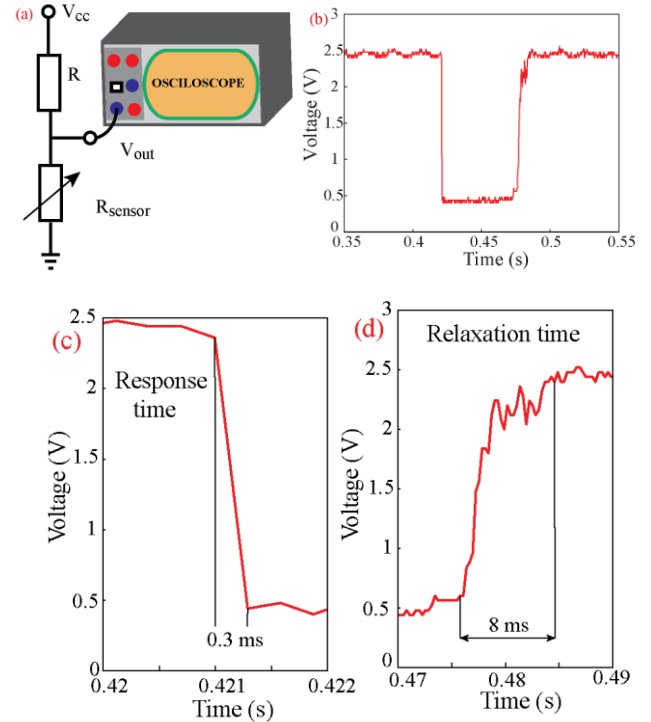 (a)
V_cc
R
OSCILOSCOPE
V_out
R_sensor
(b)
Voltage (V)
3
2.5
2
1.5
1
0.5
0
0.35
0.4
0.45
0.5
0.55
Time (s)
(c)
Response
time
Voltage (V)
2.5
2
1.5
1
0.5
0
0.3 ms
0.42
0.421
0.422
Time (s)
(d)
Relaxation time
Voltage (V)
3
2.5
2
1.5
1
0.5
0
8 ms
0.47
0.48
0.49
Time (s)